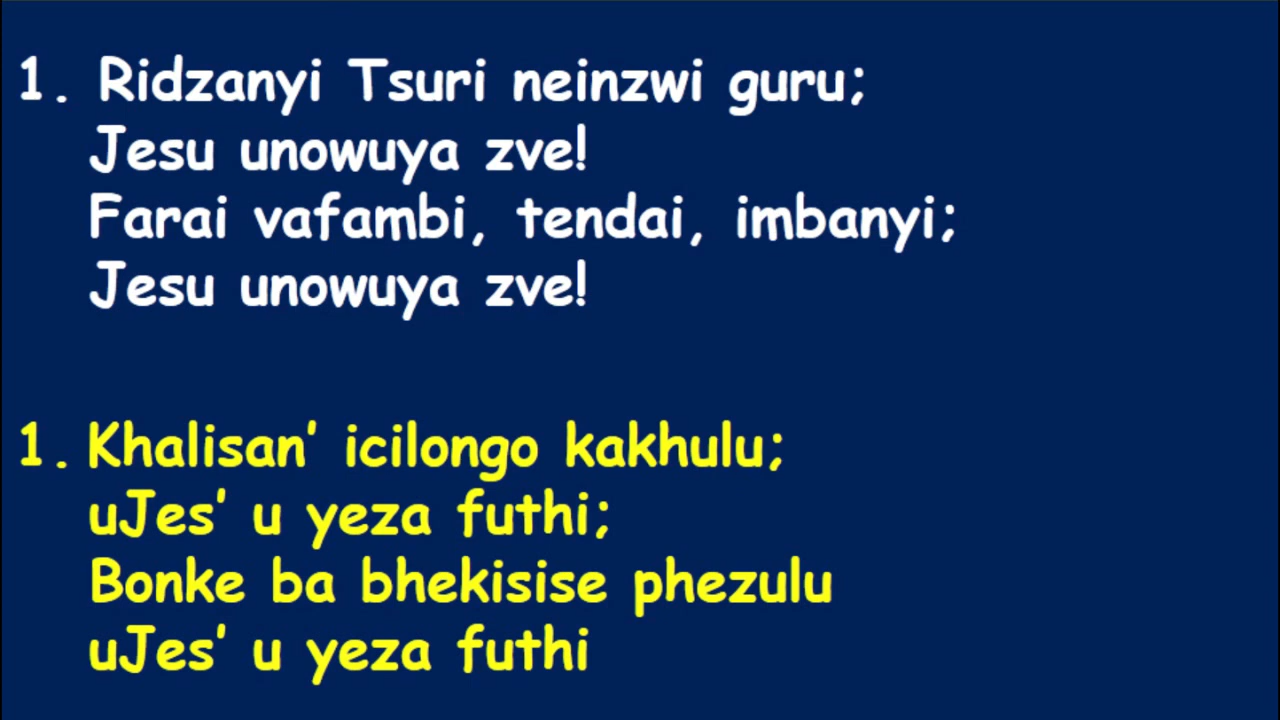 1. Ridzanyi Tsuri neinzwi guru;
Jesu unowuya zve!
Farai vafambi, tendai, imbanyi;
Jesu unowuya zve!
1. Khalisan' icilongo kakhulu;
uJes' u yeza futhi;
Bonke ba bhekisise phezulu
uJes' u yeza futhi